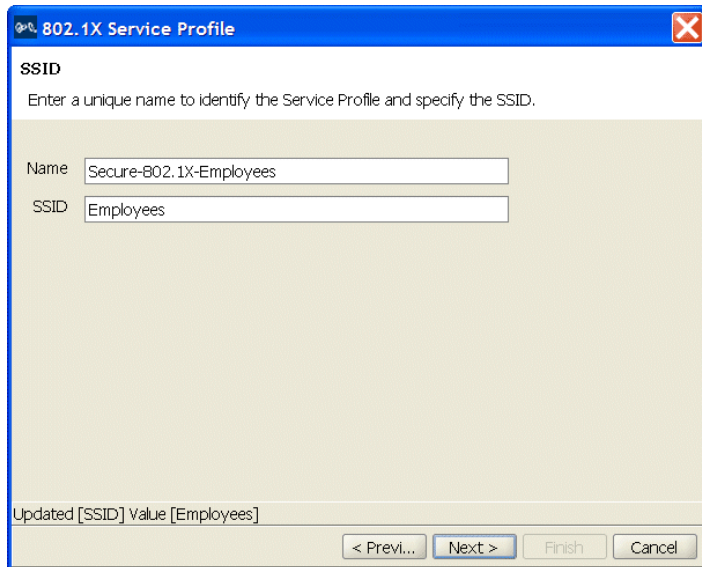 802.1X Service Profile
SSID
Enter a unique name to identify the Service Profile and specify the SSID.
Name Secure-802.1X-Employees
SSID Employees
Updated [SSID] Value [Employees]
< Previ... Next > Finish Cancel